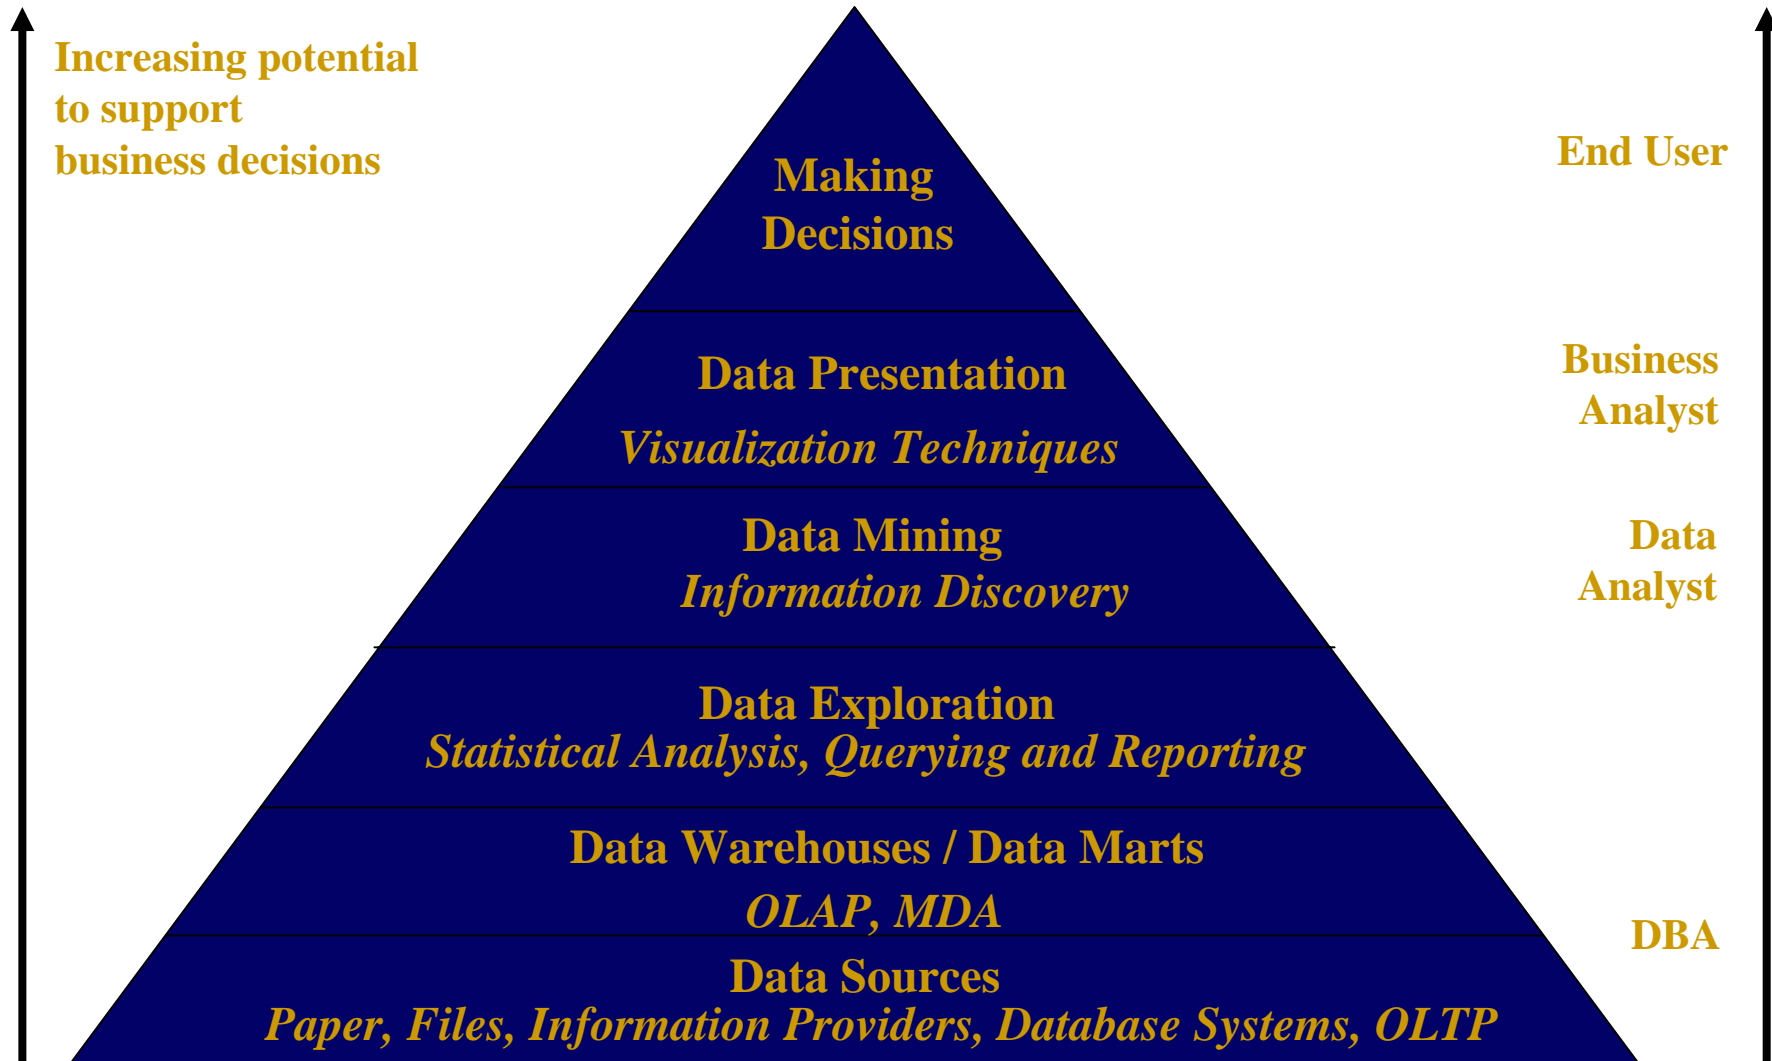 Increasing potential
to support
business decisions
End User
Making
Decisions
Business
Analyst
Data Presentation
Visualization Techniques
Data Mining
Information Discovery
Data
Analyst
Data Exploration
Statistical Analysis, Querying and Reporting
Data Warehouses / Data Marts
OLAP, MDA
DBA
Data Sources
Paper, Files, Information Providers, Database Systems, OLTP